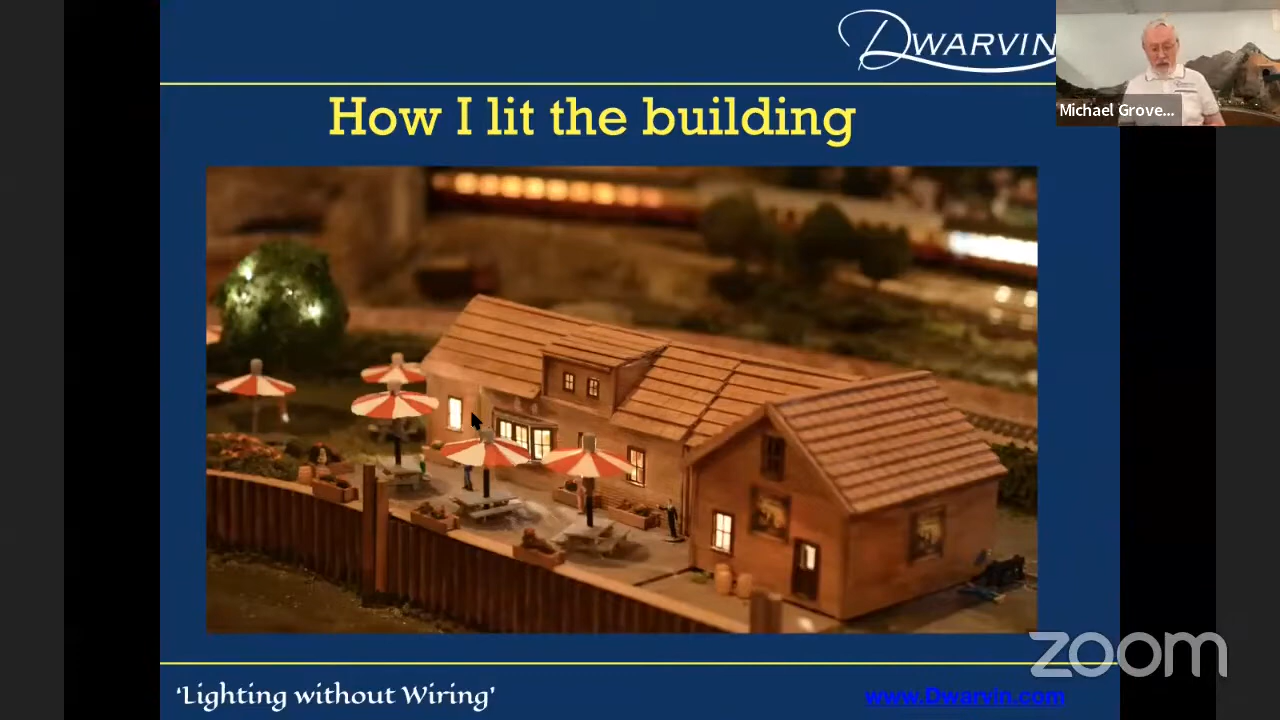 DWARVIN
Michael Grove...
How I lit the building
zoom
'Lighting without Wiring'
www.Dwarvin.com